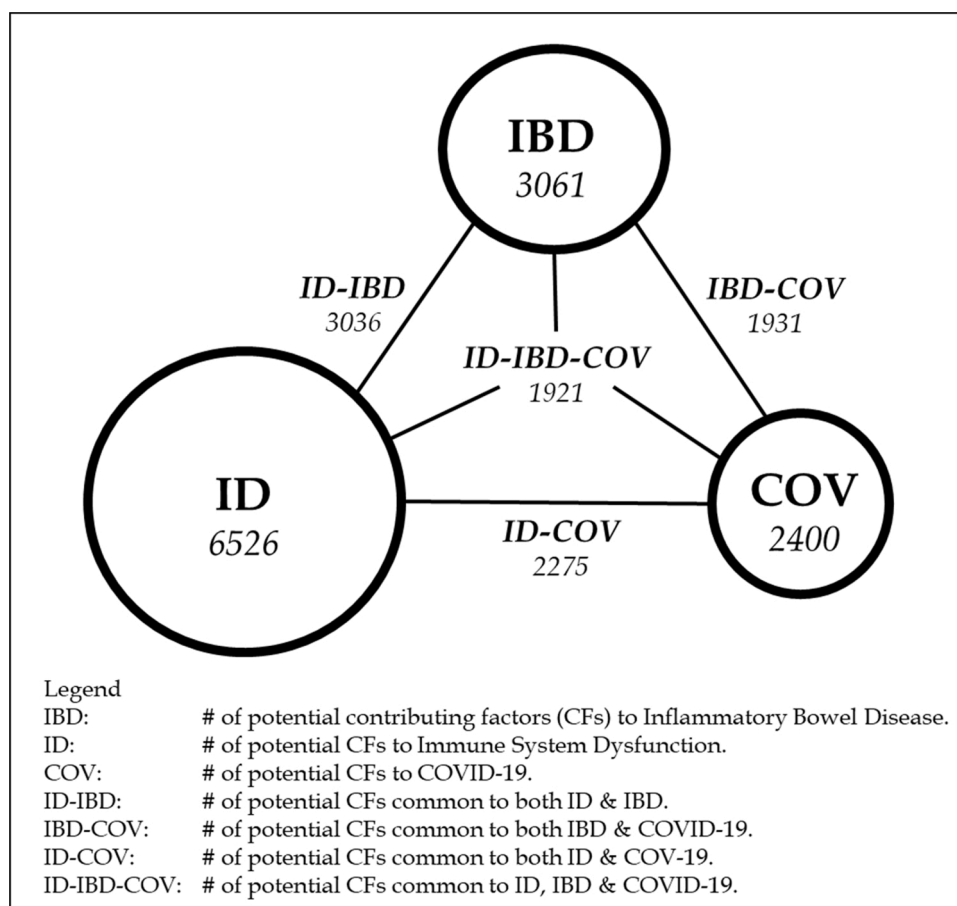 IBD
3061
ID-IBD
3036
IBD-COV
1931
ID-IBD-COV
1921
ID
6526
COV
2400
ID-COV
2275
Legend
IBD: # of potential contributing factors (CFs) to Inflammatory Bowel Disease.
ID: # of potential CFs to Immune System Dysfunction.
COV: # of potential CFs to COVID-19.
ID-IBD: # of potential CFs common to both ID & IBD.
IBD-COV: # of potential CFs common to both IBD & COVID-19.
ID-COV: # of potential CFs common to both ID & COV-19.
ID-IBD-COV: # of potential CFs common to ID, IBD & COVID-19.